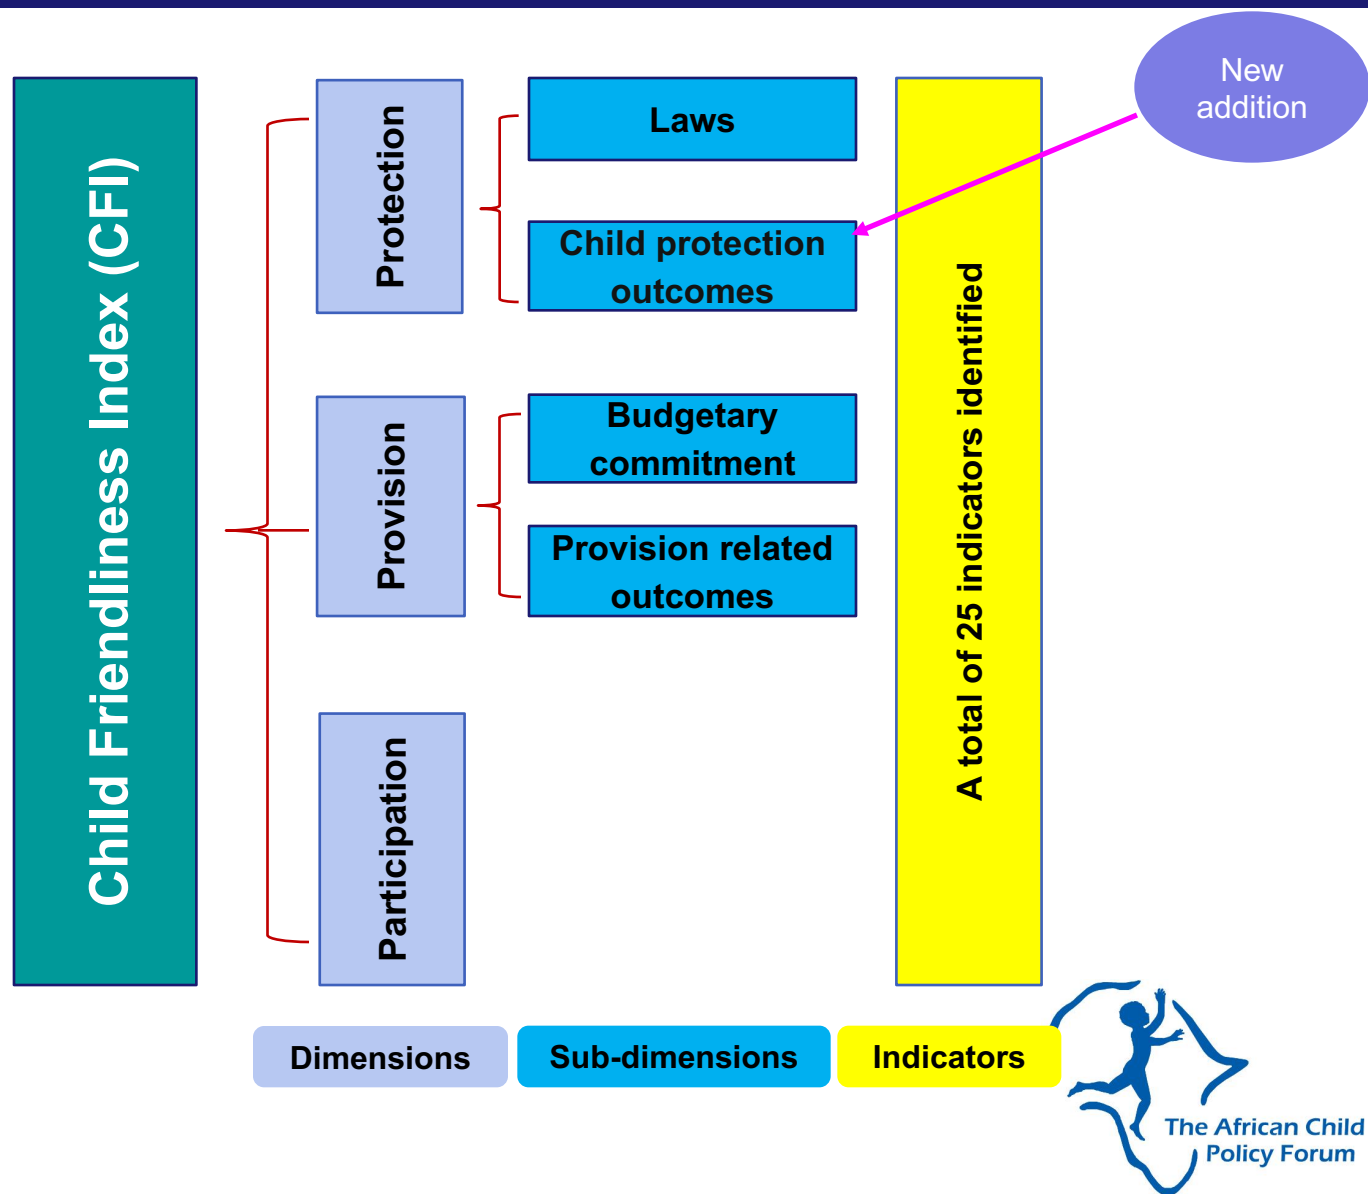 New
addition
Child Friendliness Index (CFI)
Protection
Laws
Child protection
outcomes
Provision
Budgetary
commitment
Provision related
outcomes
Participation
A total of 25 indicators identified
Dimensions
Sub-dimensions
Indicators
The African Child
Policy Forum